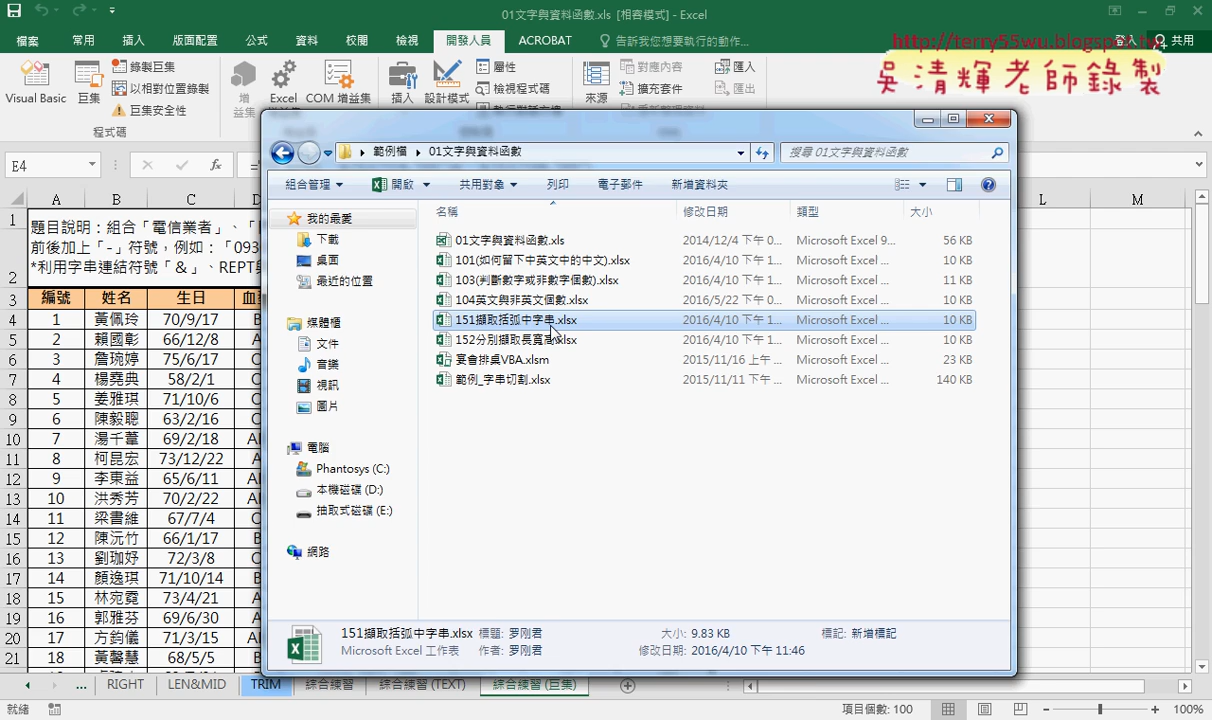 01文字與資料函數.xls [相容模式] - Excel
檔案 常用 插入 版面配置 公式 資料 校閱 檢視 開發人員 ACROBAT 告訴我您想要執行的動作... 登入 共用
http://terry55wu.blogspot.tw
吳清輝老師錄製
錄製巨集
以相對位置錄製
巨集安全性
Visual Basic 巨集 增益集 Excel COM 增益集 插入 設計模式
屬性
檢視程式碼
來源 對應內容 匯入
擴充套件 匯出
程式碼
E4
A B C D L M
題目說明：組合「電信業者」、「
前後加上「-」符號，例如：「093
*利用字串連結符號「＆」、REPT與
編號 姓名 生日
4 1 黃佩玲 70/9/17
5 2 賴國彰 66/12/8
6 3 詹琬婷 75/6/17
7 4 楊堯典 58/2/1
8 5 姜雅琪 71/10/6
9 6 陳毅聰 63/2/16
10 7 湯千葦 69/2/18
11 8 柯昆宏 73/12/22
12 9 李東益 65/6/11
13 10 洪秀芳 70/2/22
14 11 梁書維 67/7/4
15 12 陳沅竹 66/1/17
16 13 劉珈妤 72/3/8
17 14 顏逸琪 71/10/14
18 15 林宛霓 73/4/21
19 16 郭雅芬 69/6/30
20 17 方鈞儀 71/3/15
21 18 黃馨慧 68/5/5
範例檔 01文字與資料函數
搜尋 01文字與資料函數
組合管理 開啟 共用對象 列印 電子郵件 新增資料夾
我的最愛
下載
桌面
最近的位置
媒體櫃
文件
音樂
視訊
圖片
電腦
Phantosys (C:)
本機磁碟 (D:)
抽取式磁碟 (E:)
網路
名稱 修改日期 類型 大小
01文字與資料函數.xls 2014/12/4 下午 0... Microsoft Excel 9... 56 KB
101(如何留下中英文中的中文).xlsx 2016/4/10 下午 1... Microsoft Excel ... 10 KB
103(判斷數字或非數字個數).xlsx 2016/4/10 下午 1... Microsoft Excel ... 11 KB
104英文與非英文個數.xlsx 2016/5/22 下午 0... Microsoft Excel ... 10 KB
151擷取括弧中字串.xlsx 2016/4/10 下午 1... Microsoft Excel ... 10 KB
152分別擷取長寬高.xlsx 2016/4/10 下午 1... Microsoft Excel ... 10 KB
宴會排桌VBA.xlsm 2015/11/16 上午 ... Microsoft Excel ... 23 KB
範例_字串切割.xlsx 2015/11/11 下午 ... Microsoft Excel ... 140 KB
151擷取括弧中字串.xlsx 標題: 罗刚君 大小: 9.83 KB 標記: 新增標記
Microsoft Excel 工作表 作者: 罗刚君 修改日期: 2016/4/10 下午 11:46
... RIGHT LEN&MID TRIM 綜合練習 綜合練習 (TEXT) 綜合練習 (巨集)
就緒 項目個數: 100 100%